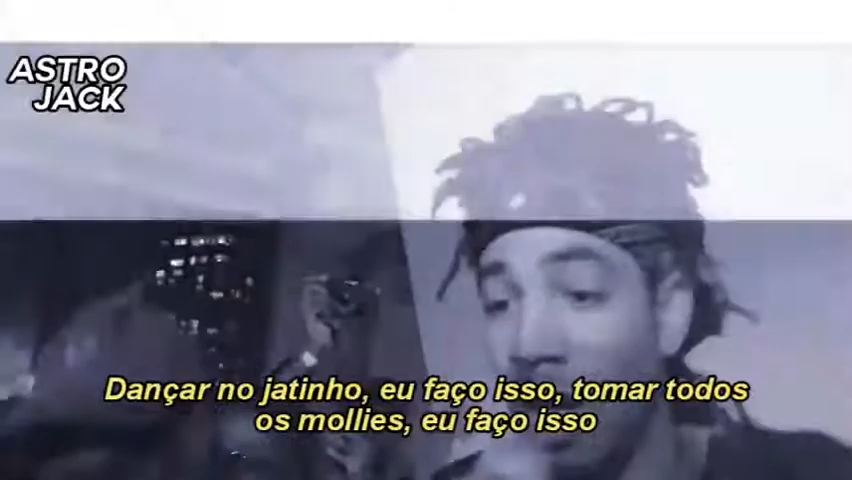 ASTRO
JACK
Dançar no jatinho, eu faço isso, tomar todos
os mollies, eu faço isso